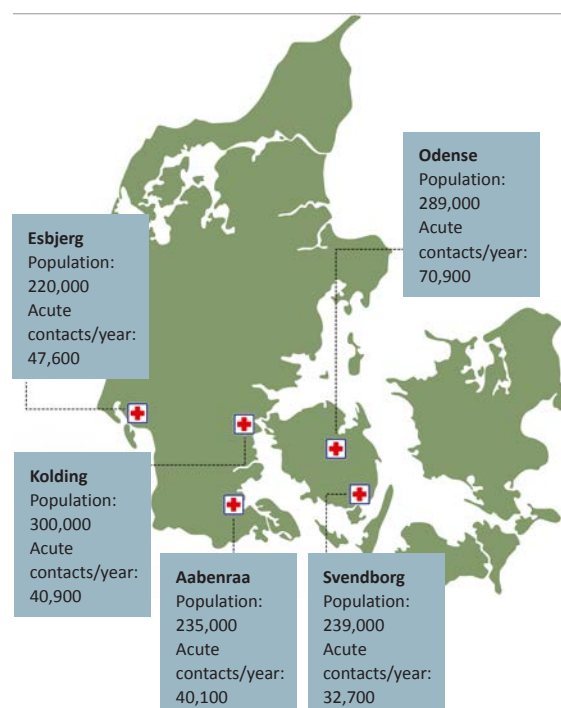 Odense
Population:
289,000
Acute
contacts/year:
70,900
Esbjerg
Population:
220,000
Acute
contacts/year:
47,600
Kolding
Population:
300,000
Acute
contacts/year:
40,900
Aabenraa
Population:
235,000
Acute
contacts/year:
40,100
Svendborg
Population:
239,000
Acute
contacts/year:
32,700